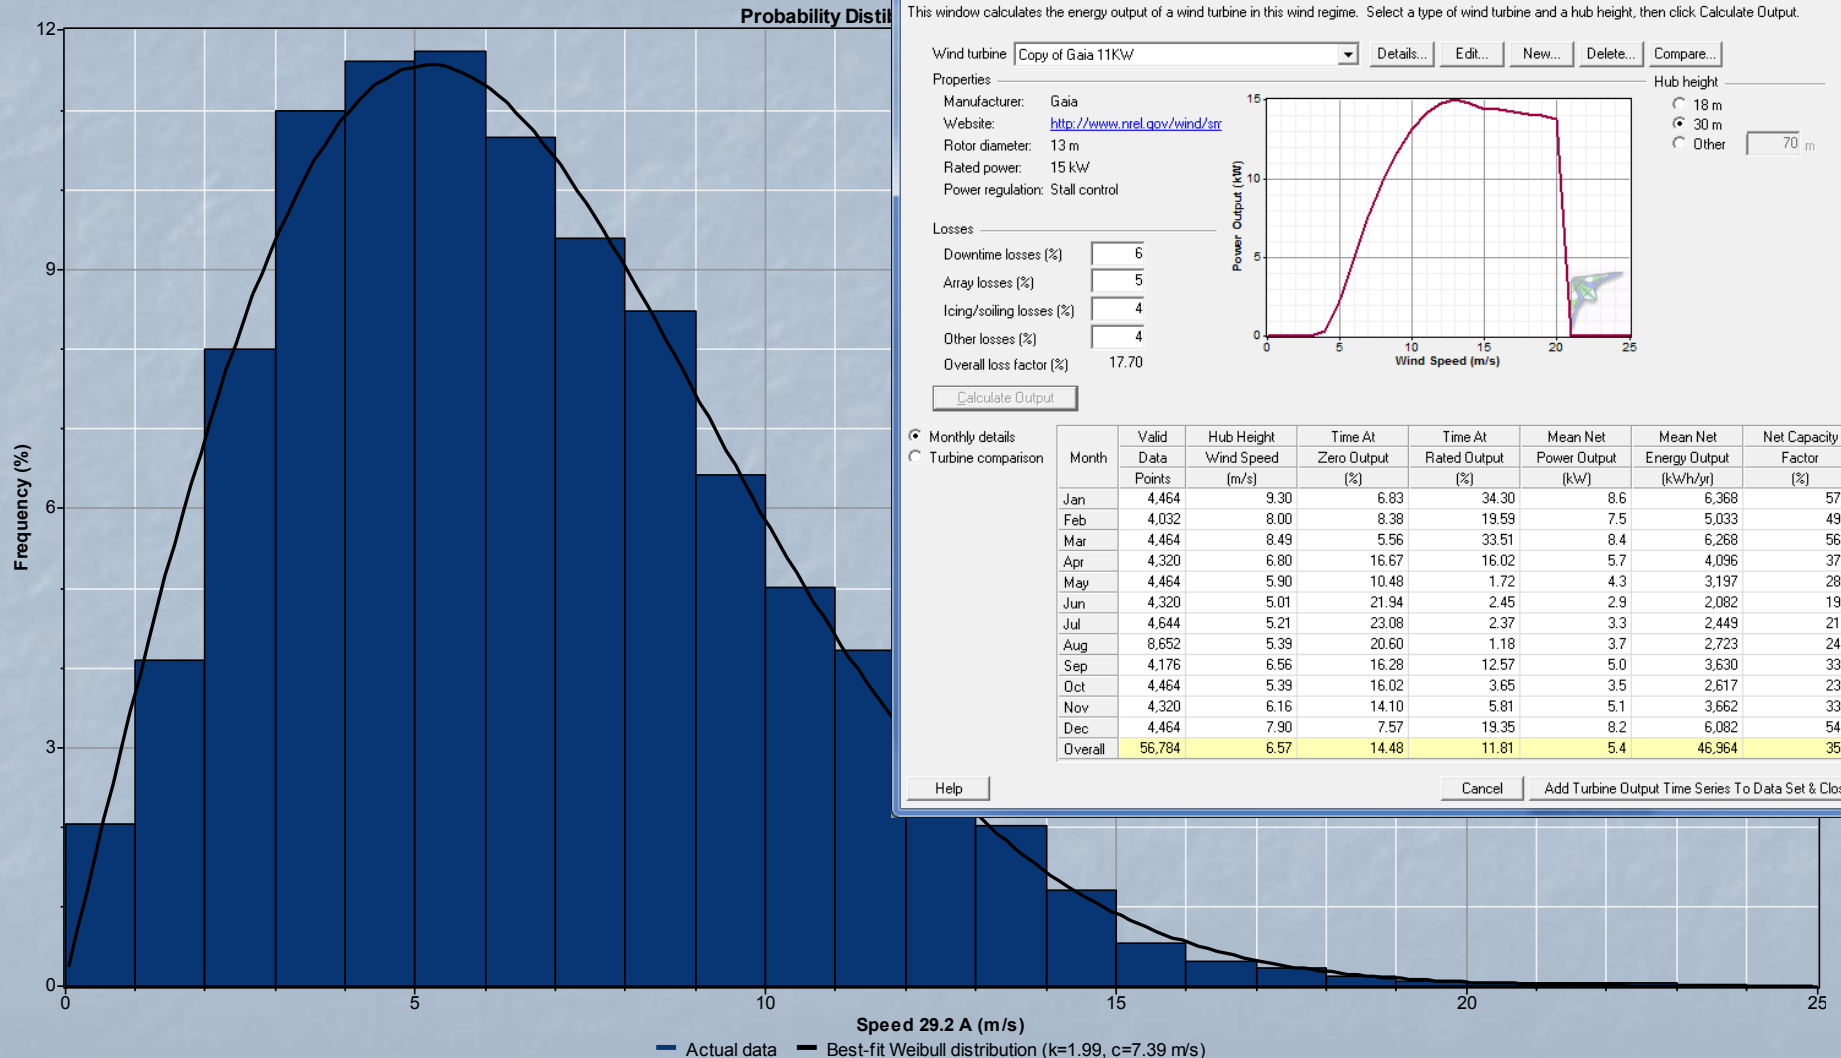 Probability Distib
12
9
6
3
0
Frequency (%)
0 5 10 15 20 25
Speed 29.2 A (m/s)
Actual data Best-fit Weibull distribution (k=1.99, c=7.39 m/s)
This window calculates the energy output of a wind turbine in this wind regime. Select a type of wind turbine and a hub height, then click Calculate Output.
Wind turbine Copy of Gaia 11KW Details... Edit... New... Delete... Compare...
Properties
Manufacturer: Gaia
Website: http://www.nrel.gov/wind/sm
Rotor diameter: 13 m
Rated power: 15 kW
Power regulation: Stall control
Hub height
18 m
30 m
Other 70 m
15
10
5
0
Power Output (kW)
0 5 10 15 20 25
Wind Speed (m/s)
Losses
Downtime losses (%) 6
Array losses (%) 5
Icing/soiling losses (%) 4
Other losses (%) 4
Overall loss factor (%) 17.70
Calculate Output
Monthly details
Turbine comparison
Month Valid Data Points Hub Height Wind Speed (m/s) Time At Zero Output (%) Time At Rated Output (%) Mean Net Power Output (kW) Mean Net Energy Output (kWh/yr) Net Capacity Factor (%)
Jan 4,464 9.30 6.83 34.30 8.6 6,368 57
Feb 4,032 8.00 8.38 19.59 7.5 5,033 49
Mar 4,464 8.49 5.56 33.51 8.4 6,268 56
Apr 4,320 6.80 16.67 16.02 5.7 4,096 37
May 4,464 5.90 10.48 1.72 4.3 3,197 28
Jun 4,320 5.01 21.94 2.45 2.9 2,082 19
Jul 4,644 5.21 23.08 2.37 3.3 2,449 21
Aug 8,652 5.39 20.60 1.18 3.7 2,723 24
Sep 4,176 6.56 16.28 12.57 5.0 3,630 33
Oct 4,464 5.39 16.02 3.65 3.5 2,617 23
Nov 4,320 6.16 14.10 5.81 5.1 3,662 33
Dec 4,464 7.90 7.57 19.35 8.2 6,082 54
Overall 56,784 6.57 14.48 11.81 5.4 46,964 35
Help Cancel Add Turbine Output Time Series To Data Set & Clos